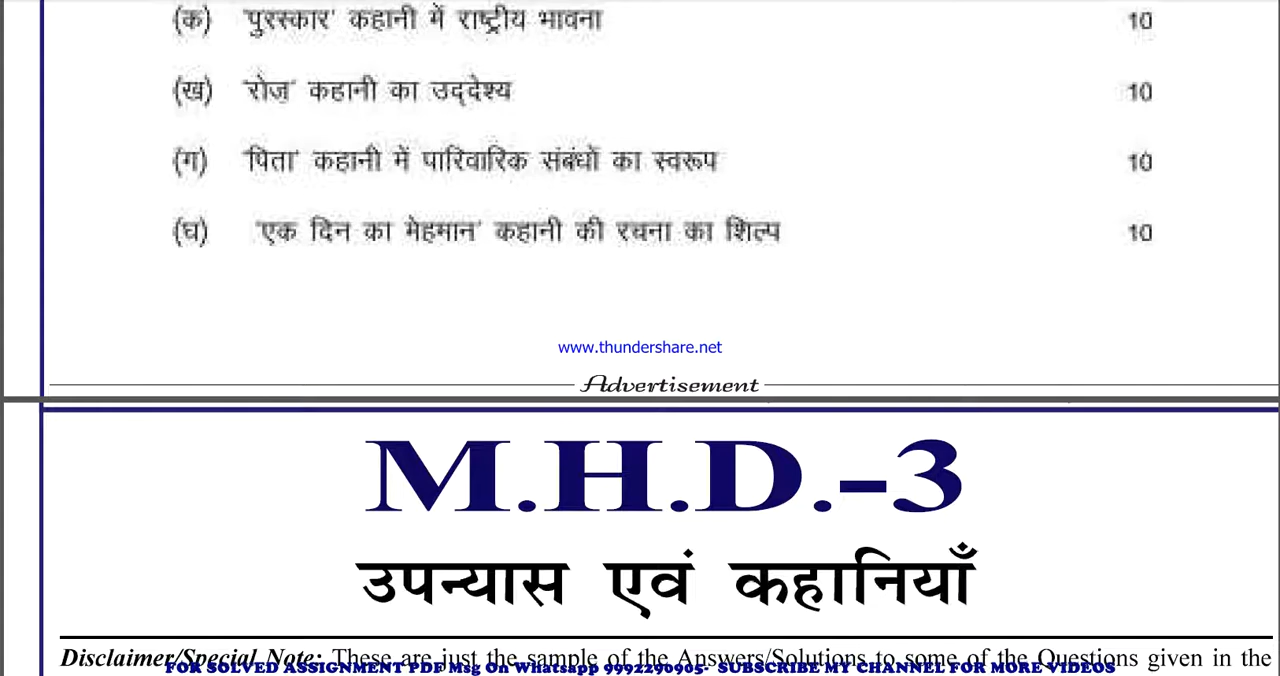 (क) 'पुरस्कार' कहानी में राष्ट्रीय भावना 10
(ख) 'रोज़' कहानी का उद्देश्य 10
(ग) 'पिता' कहानी में पारिवारिक संबंधों का स्वरूप 10
(घ) 'एक दिन का मेहमान' कहानी की रचना का शिल्प 10
www.thundershare.net
Advertisement
M.H.D.-3
उपन्यास एवं कहानियाँ
Disclaimer/Special Note: These are just the sample of the Answers/Solutions to some of the Questions given in the
FOR SOLVED ASSIGNMENT PDF Msg On Whatsapp 9992290905- SUBSCRIBE MY CHANNEL FOR MORE VIDEOS